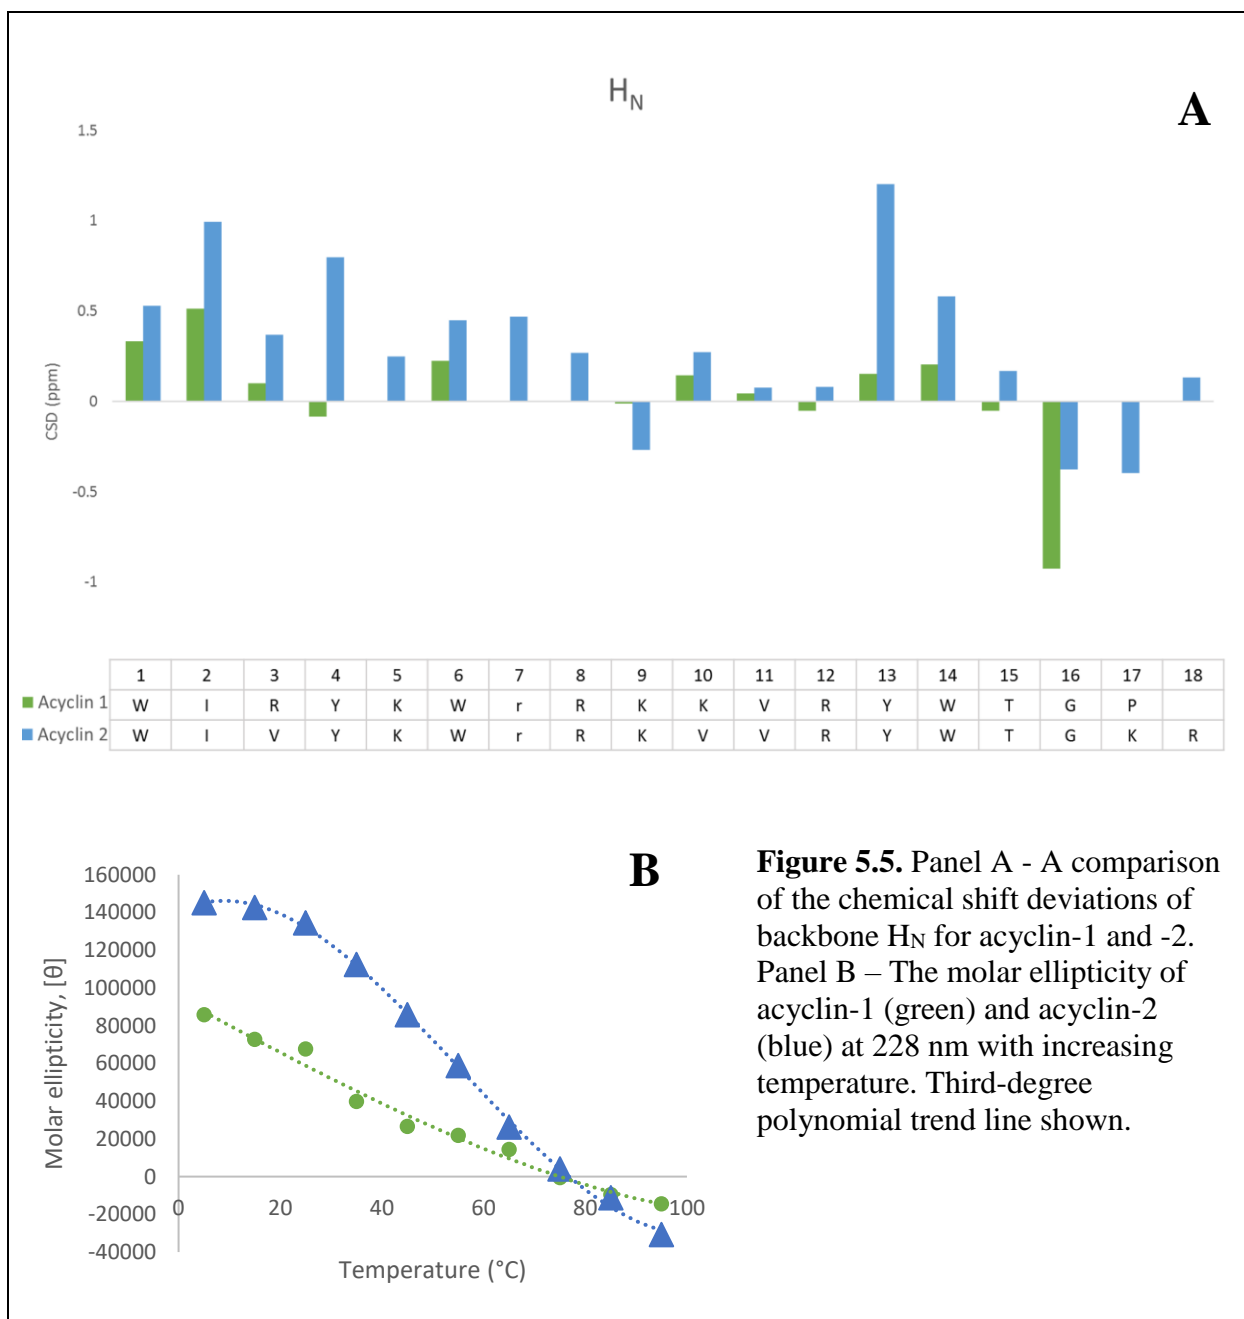 H_N
A
1.5
1
0.5
0
-0.5
-1
CSD (ppm)
1 2 3 4 5 6 7 8 9 10 11 12 13 14 15 16 17 18
Acyclin 1 W I R Y K W r R K K V R Y W T G P
Acyclin 2 W I V Y K W r R K V V R Y W T G K R
B
160000
140000
120000
100000
80000
60000
40000
20000
0
-20000
-40000
Molar ellipticity, [θ]
0 20 40 60 80 100
Temperature (°C)
Figure 5.5. Panel A - A comparison
of the chemical shift deviations of
backbone H_N for acyclin-1 and -2.
Panel B – The molar ellipticity of
acyclin-1 (green) and acyclin-2
(blue) at 228 nm with increasing
temperature. Third-degree
polynomial trend line shown.